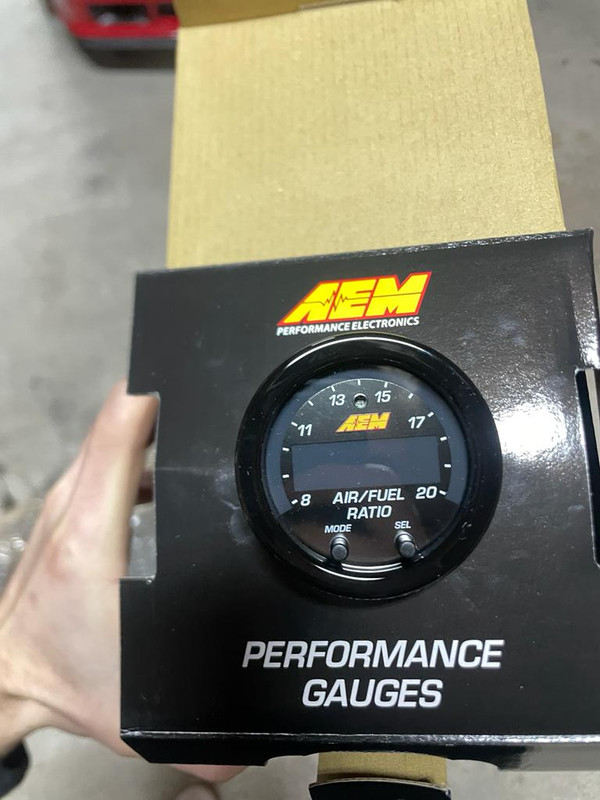 AEM
PERFORMANCE ELECTRONICS
13 15
11 17
AEM
8 AIR/FUEL 20
RATIO
MODE SEL
PERFORMANCE
GAUGES